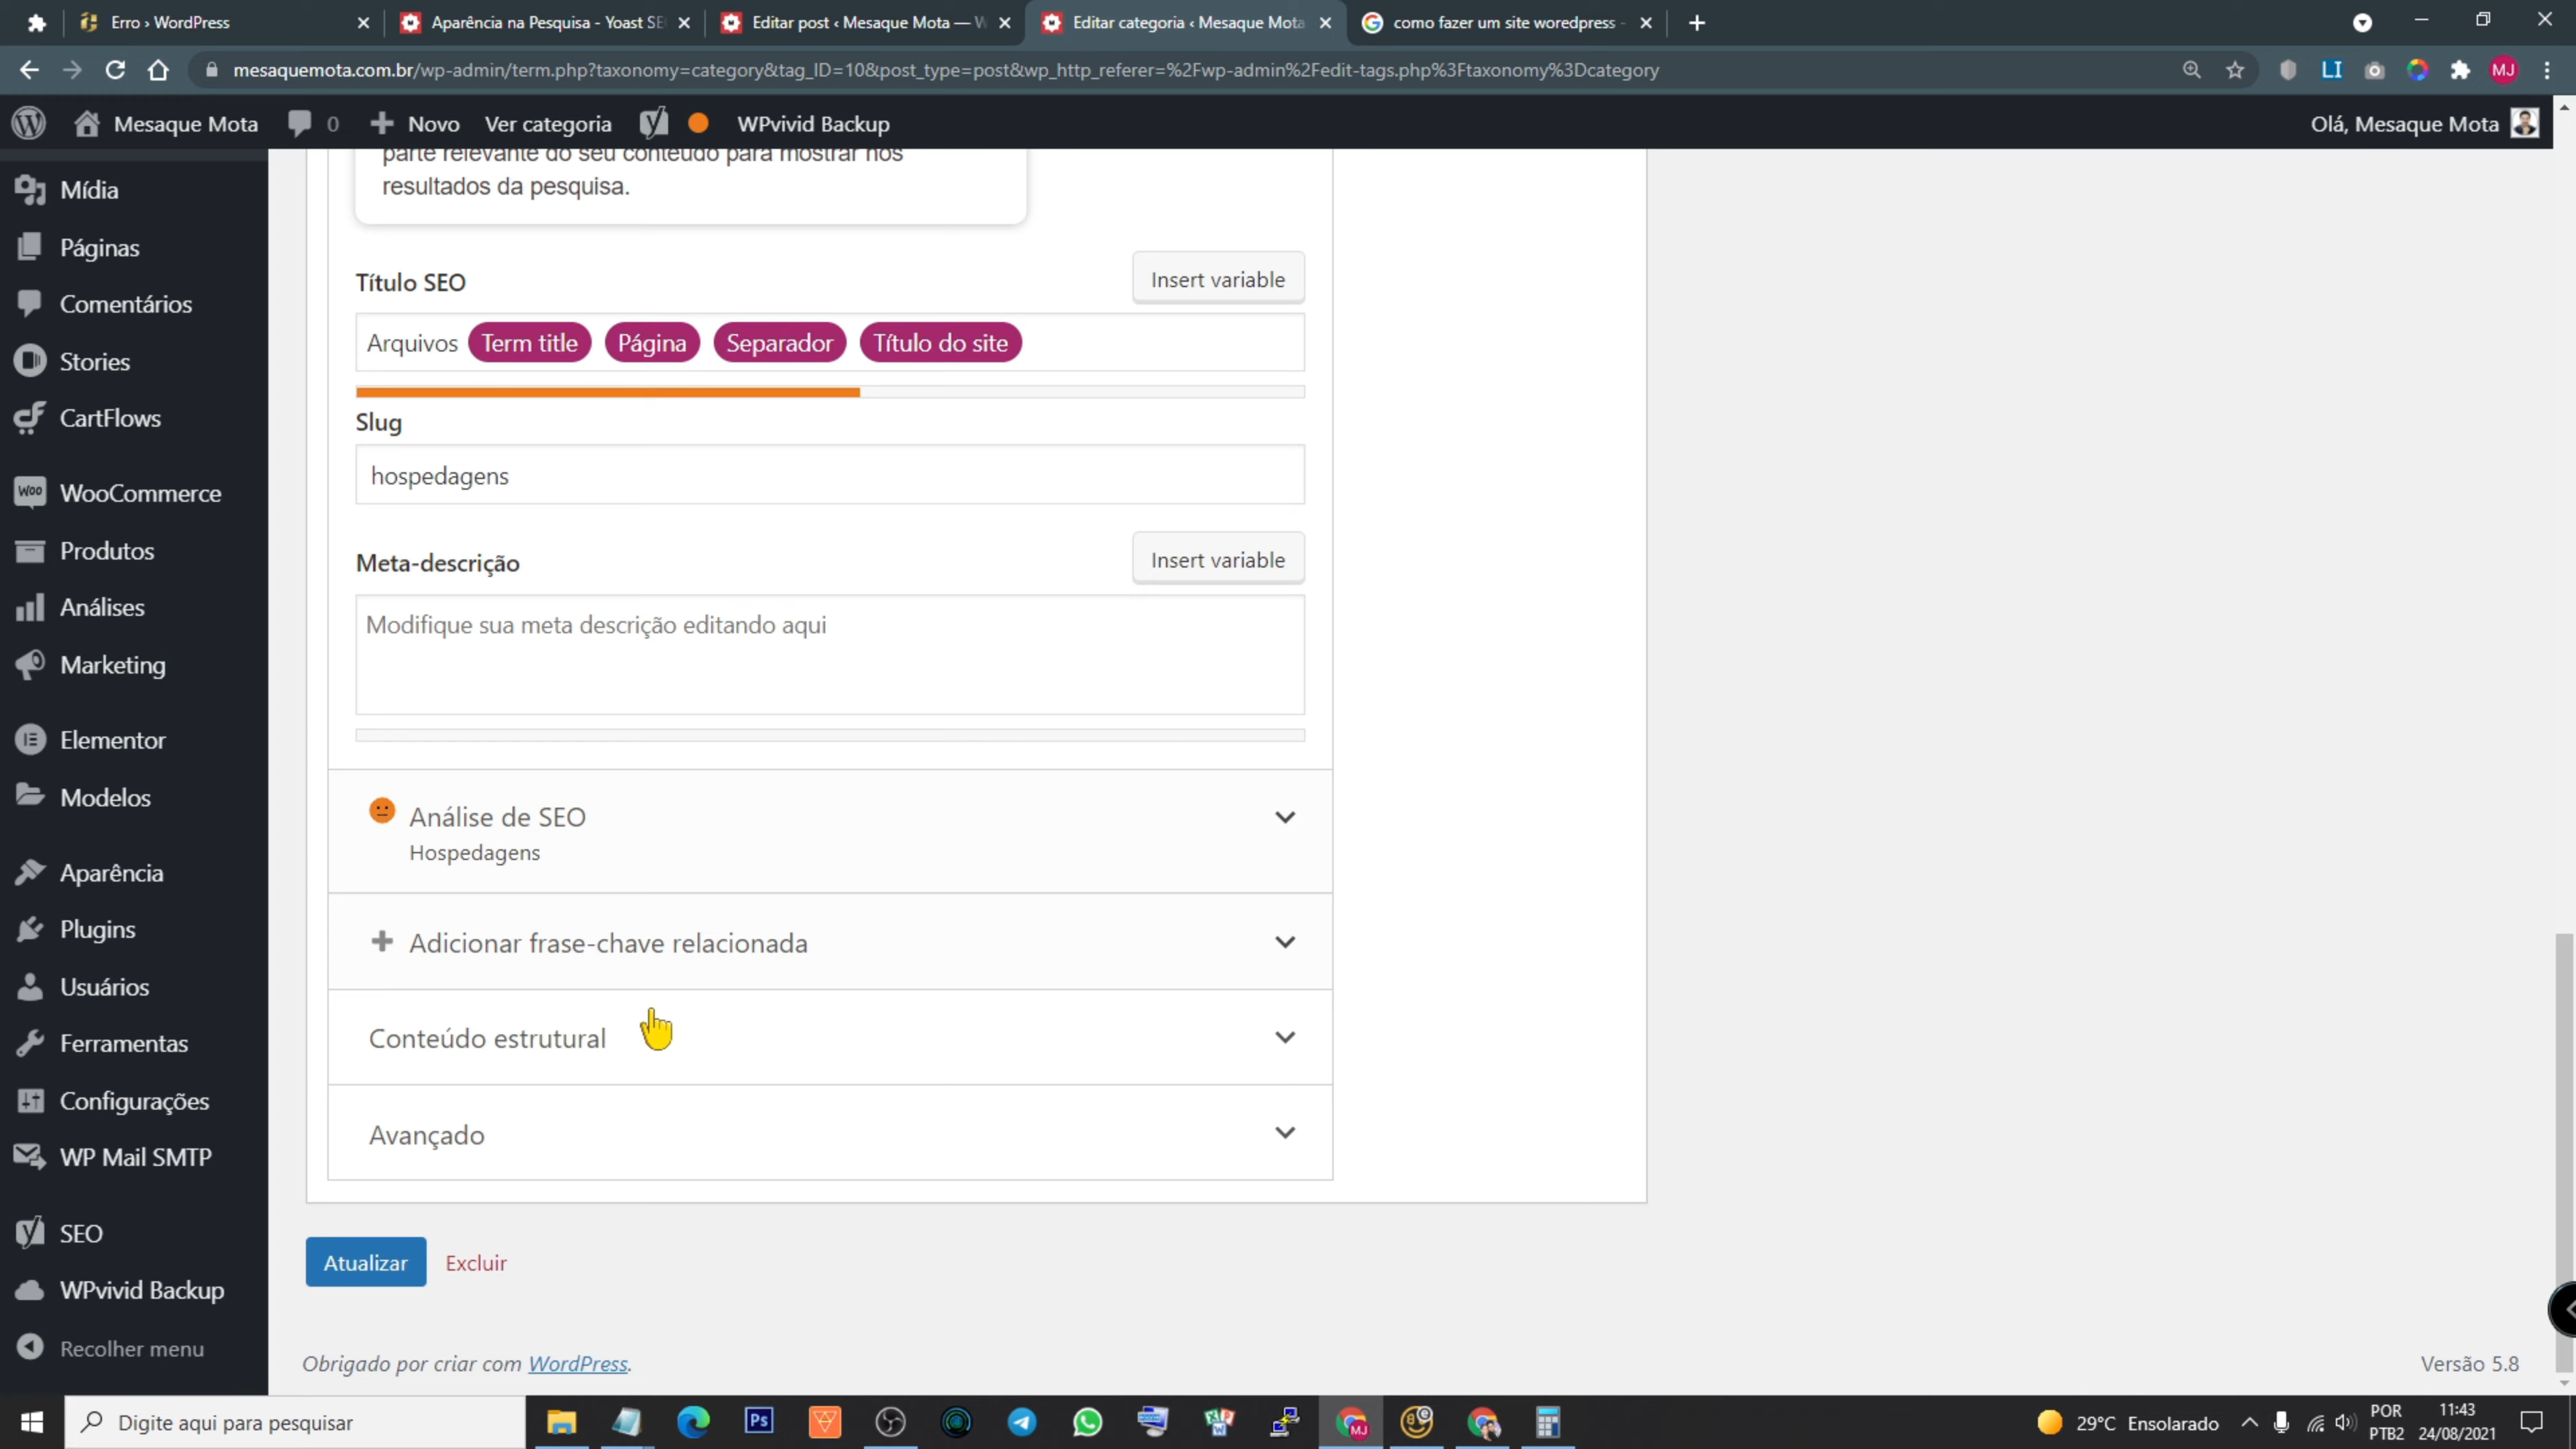 Erro › WordPress
Aparência na Pesquisa - Yoast SE
Editar post ‹ Mesaque Mota — W
Editar categoria ‹ Mesaque Mota
como fazer um site woredpress -
mesaquemota.com.br/wp-admin/term.php?taxonomy=category&tag_ID=10&post_type=post&wp_http_referer=%2Fwp-admin%2Fedit-tags.php%3Ftaxonomy%3Dcategory
LI
MJ
Mesaque Mota
0
Novo
Ver categoria
WPvivid Backup
Olá, Mesaque Mota
parte relevante do seu conteúdo para mostrar nos
resultados da pesquisa.
Mídia
Páginas
Comentários
Stories
CartFlows
Woo
WooCommerce
Produtos
Análises
Marketing
Elementor
Modelos
Aparência
Plugins
Usuários
Ferramentas
Configurações
WP Mail SMTP
SEO
WPvivid Backup
Recolher menu
Título SEO
Insert variable
Arquivos Term title Página Separador Título do site
Slug
hospedagens
Meta-descrição
Insert variable
Modifique sua meta descrição editando aqui
Análise de SEO
Hospedagens
Adicionar frase-chave relacionada
Conteúdo estrutural
Avançado
Atualizar
Excluir
Obrigado por criar com WordPress.
Versão 5.8
Digite aqui para pesquisar
Ps
MJ
29°C Ensolarado
POR
PTB2
11:43
24/08/2021